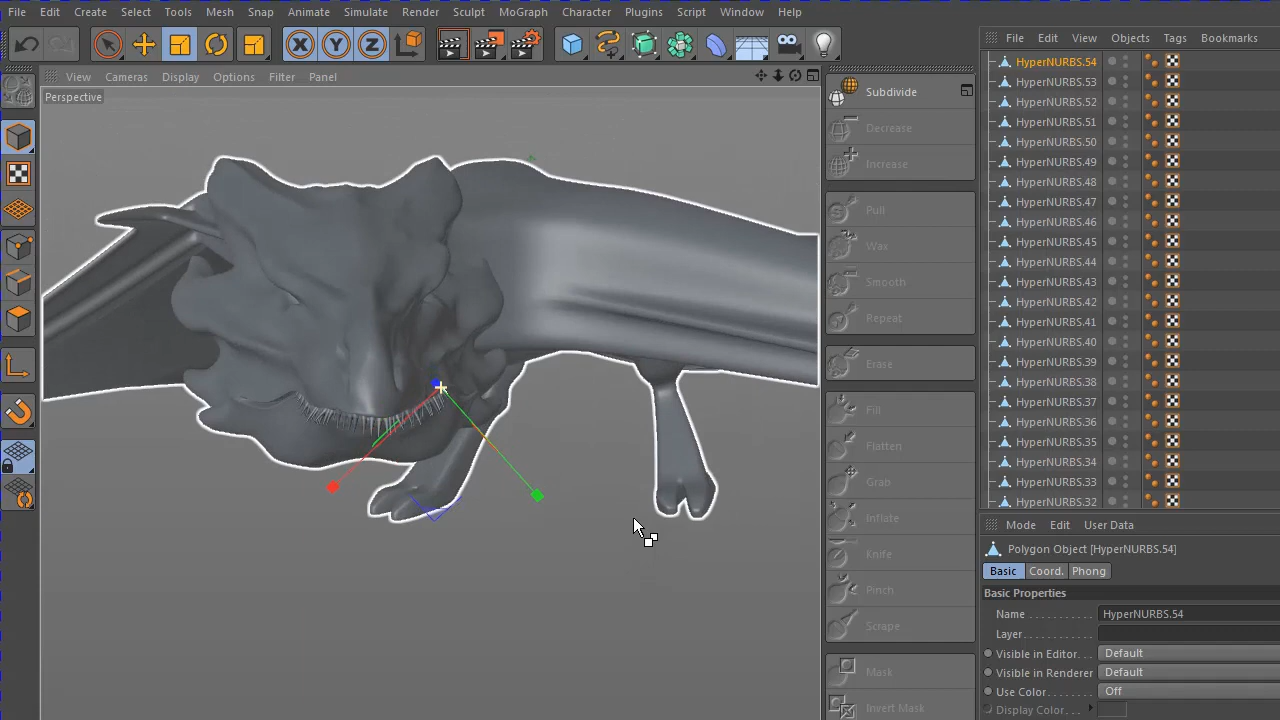 File Edit Create Select Tools Mesh Snap Animate Simulate Render Sculpt MoGraph Character Plugins Script Window Help
X Y Z
File Edit View Objects Tags Bookmarks
View Cameras Display Options Filter Panel
Perspective
Subdivide
Decrease
Increase
Pull
Wax
Smooth
Repeat
Erase
Fill
Flatten
Grab
Inflate
Knife
Pinch
Scrape
Mask
Invert Mask
HyperNURBS.54
HyperNURBS.53
HyperNURBS.52
HyperNURBS.51
HyperNURBS.50
HyperNURBS.49
HyperNURBS.48
HyperNURBS.47
HyperNURBS.46
HyperNURBS.45
HyperNURBS.44
HyperNURBS.43
HyperNURBS.42
HyperNURBS.41
HyperNURBS.40
HyperNURBS.39
HyperNURBS.38
HyperNURBS.37
HyperNURBS.36
HyperNURBS.35
HyperNURBS.34
HyperNURBS.33
HyperNURBS.32
Mode Edit User Data
Polygon Object [HyperNURBS.54]
Basic Coord. Phong
Basic Properties
Name . . . . . . . . . . . HyperNURBS.54
Layer . . . . . . . . . . .
Visible in Editor . . . Default
Visible in Renderer Default
Use Color . . . . . . . Off
Display Color . . .